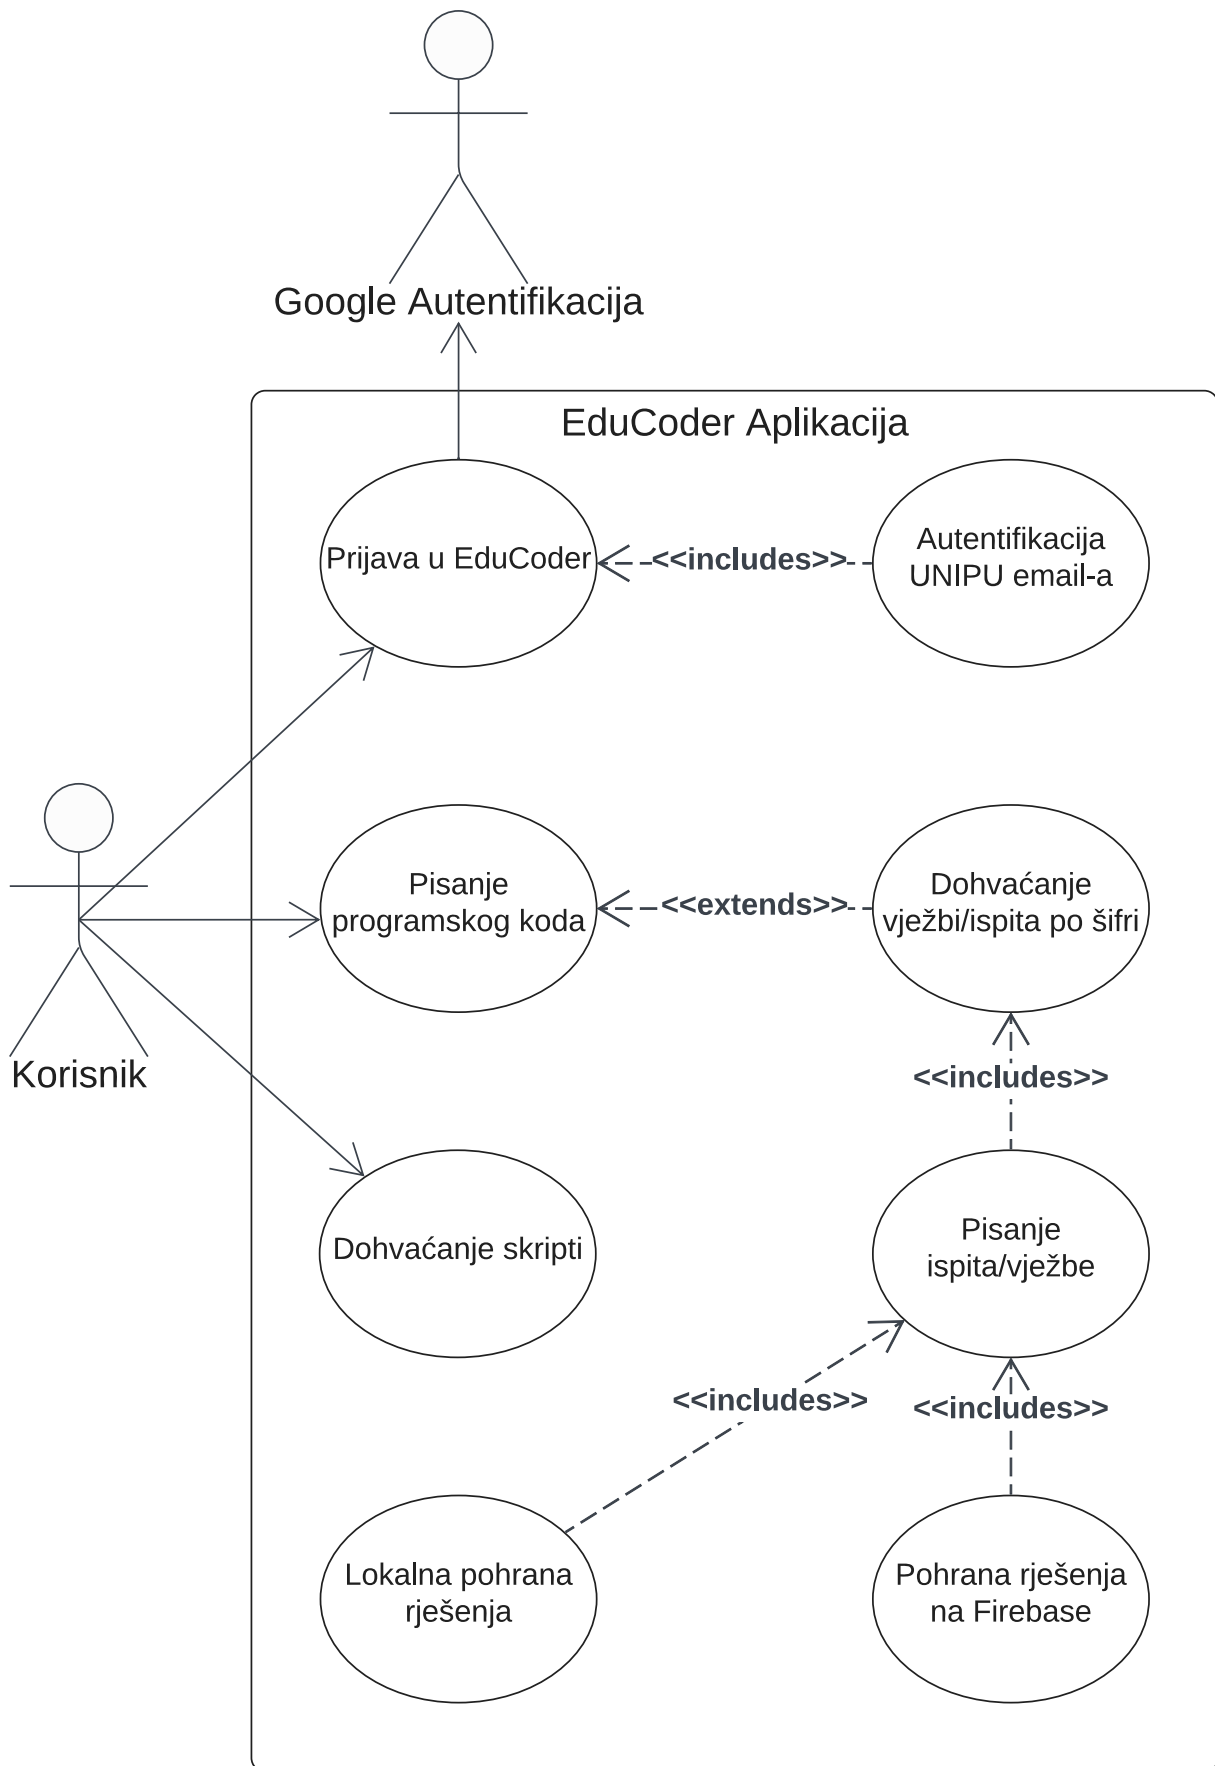 Google Autentifikacija
EduCoder Aplikacija
Prijava u EduCoder
<<includes>>
Autentifikacija
UNIPU email-a
Pisanje
programskog koda
<<extends>>
Dohvaćanje
vježbi/ispita po šifri
Korisnik
<<includes>>
Dohvaćanje skripti
Pisanje
ispita/vježbe
<<includes>>
<<includes>>
Lokalna pohrana
rješenja
Pohrana rješenja
na Firebase